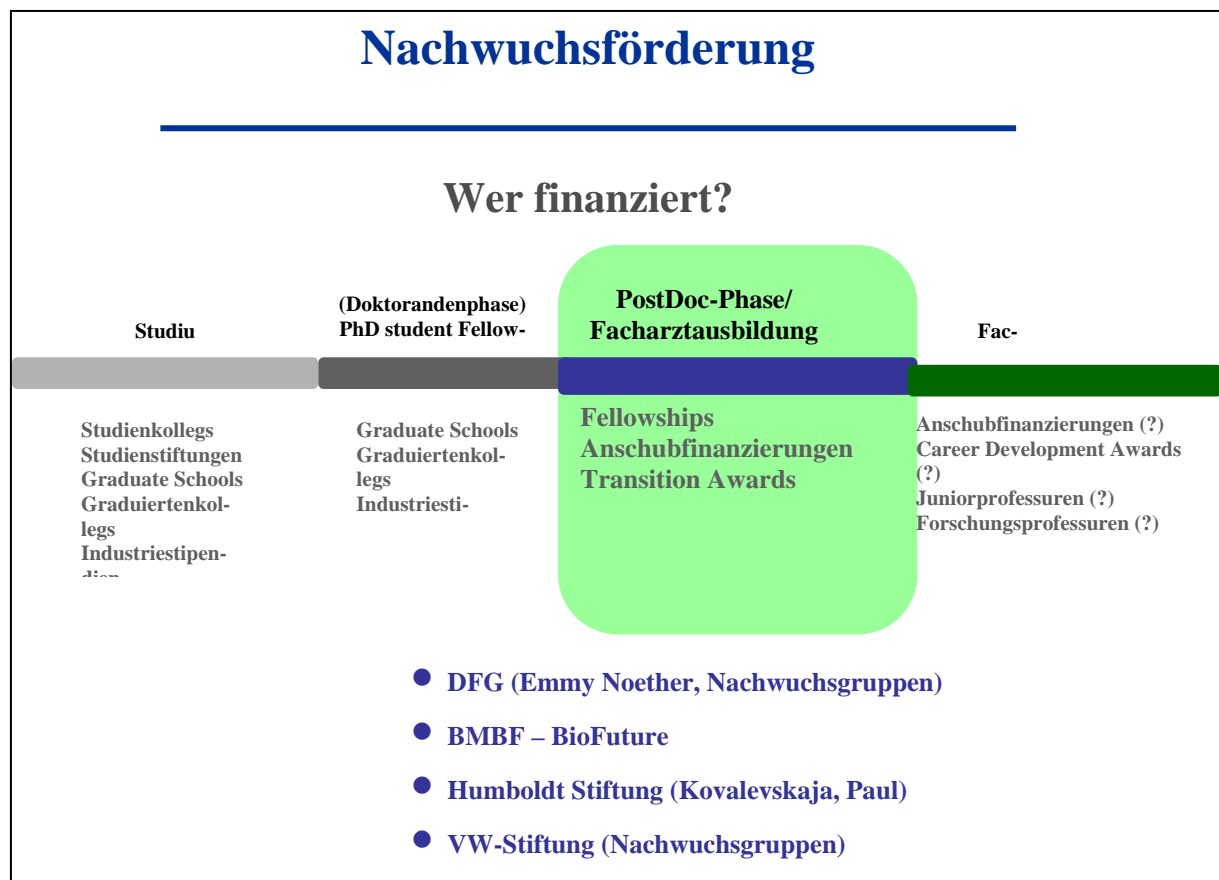 Nachwuchsförderung
Wer finanziert?
Studiu
(Doktorandenphase)
PhD student Fellow-
PostDoc-Phase/
Facharztausbildung
Fac-
Studienkollegs
Studienstiftungen
Graduate Schools
Graduiertenkol-
legs
Industriestipen-
dien
Graduate Schools
Graduiertenkol-
legs
Industriesti-
Fellowships
Anschubfinanzierungen
Transition Awards
Anschubfinanzierungen (?)
Career Development Awards
(?)
Juniorprofessuren (?)
Forschungsprofessuren (?)
• DFG (Emmy Noether, Nachwuchsgruppen)
• BMBF – BioFuture
• Humboldt Stiftung (Kovalevskaja, Paul)
• VW-Stiftung (Nachwuchsgruppen)